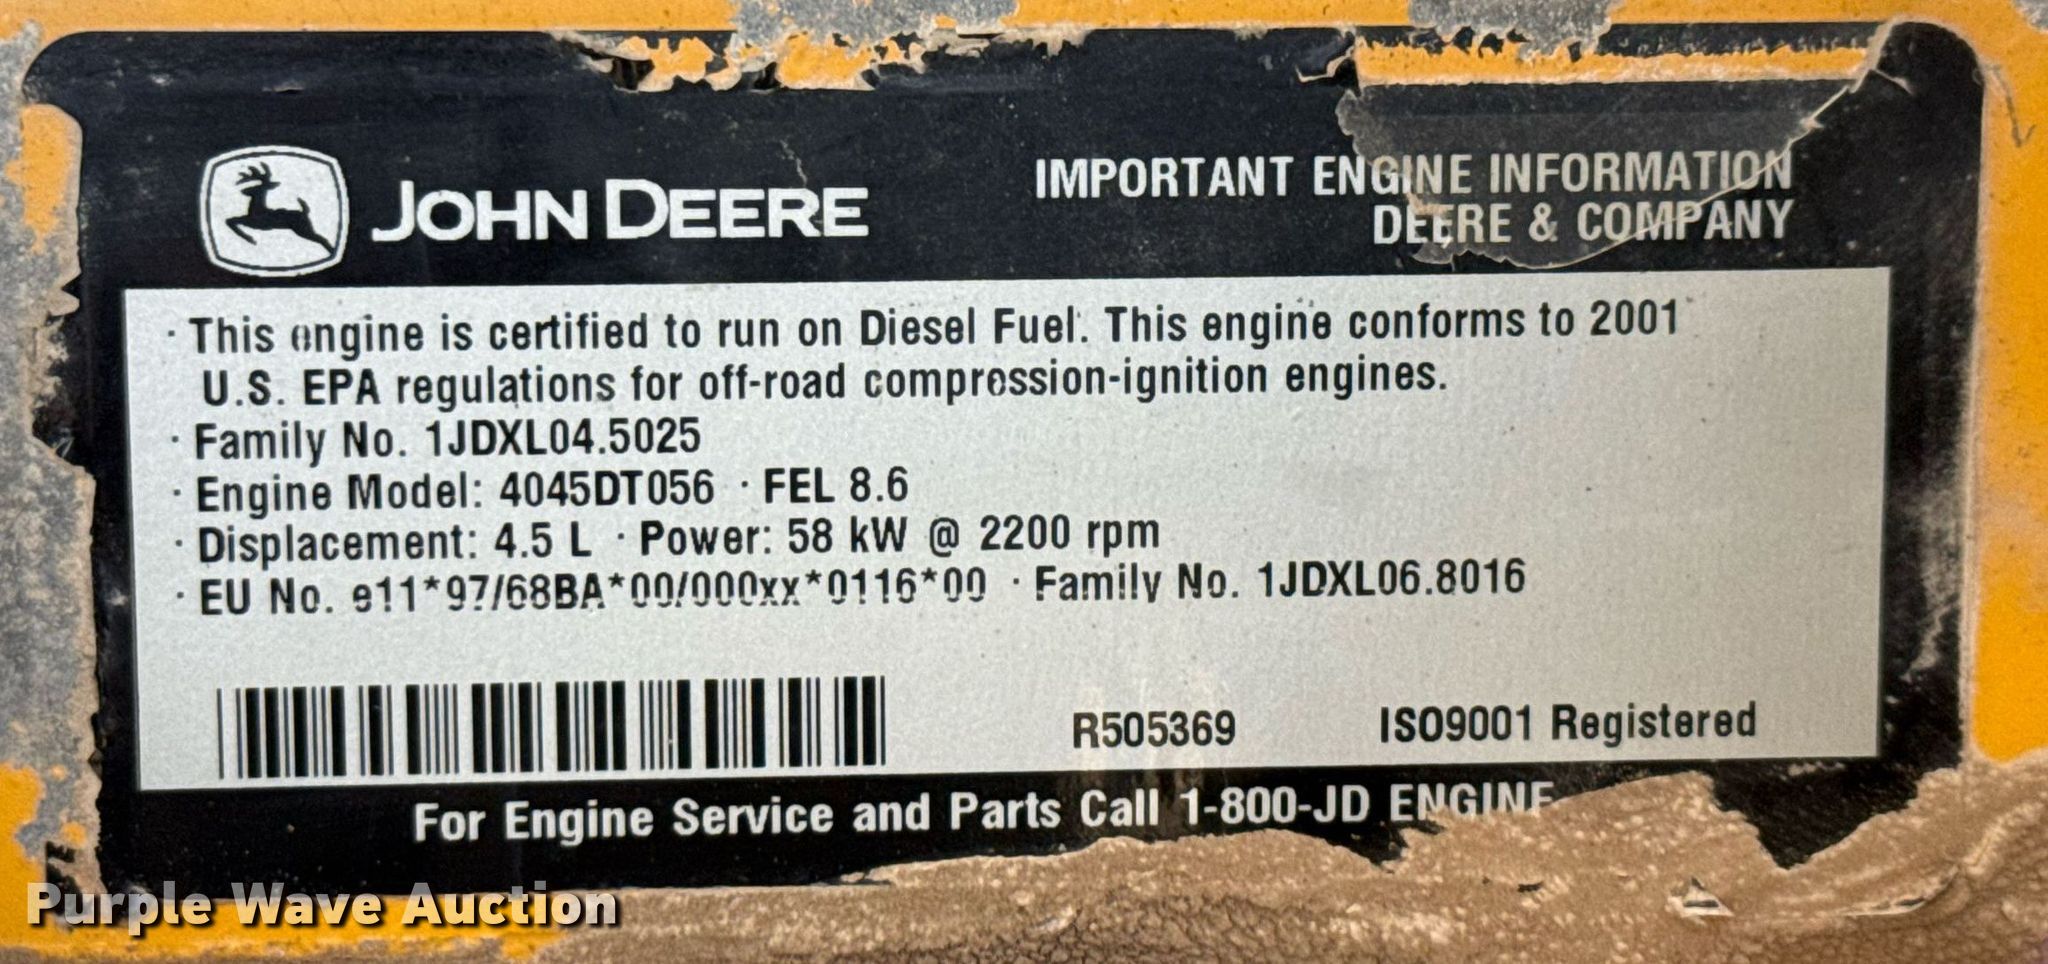 JOHN DEERE
IMPORTANT ENGINE INFORMATION
DEERE & COMPANY
· This engine is certified to run on Diesel Fuel. This engine conforms to 2001
U.S. EPA regulations for off-road compression-ignition engines.
· Family No. 1JDXL04.5025
· Engine Model: 4045DT056 · FEL 8.6
· Displacement: 4.5 L · Power: 58 kW @ 2200 rpm
· EU No. e11*97/68BA*00/000xx*0116*00 · Family No. 1JDXL06.8016
R505369 ISO9001 Registered
For Engine Service and Parts Call 1-800-JD ENGINE
Purple Wave Auction